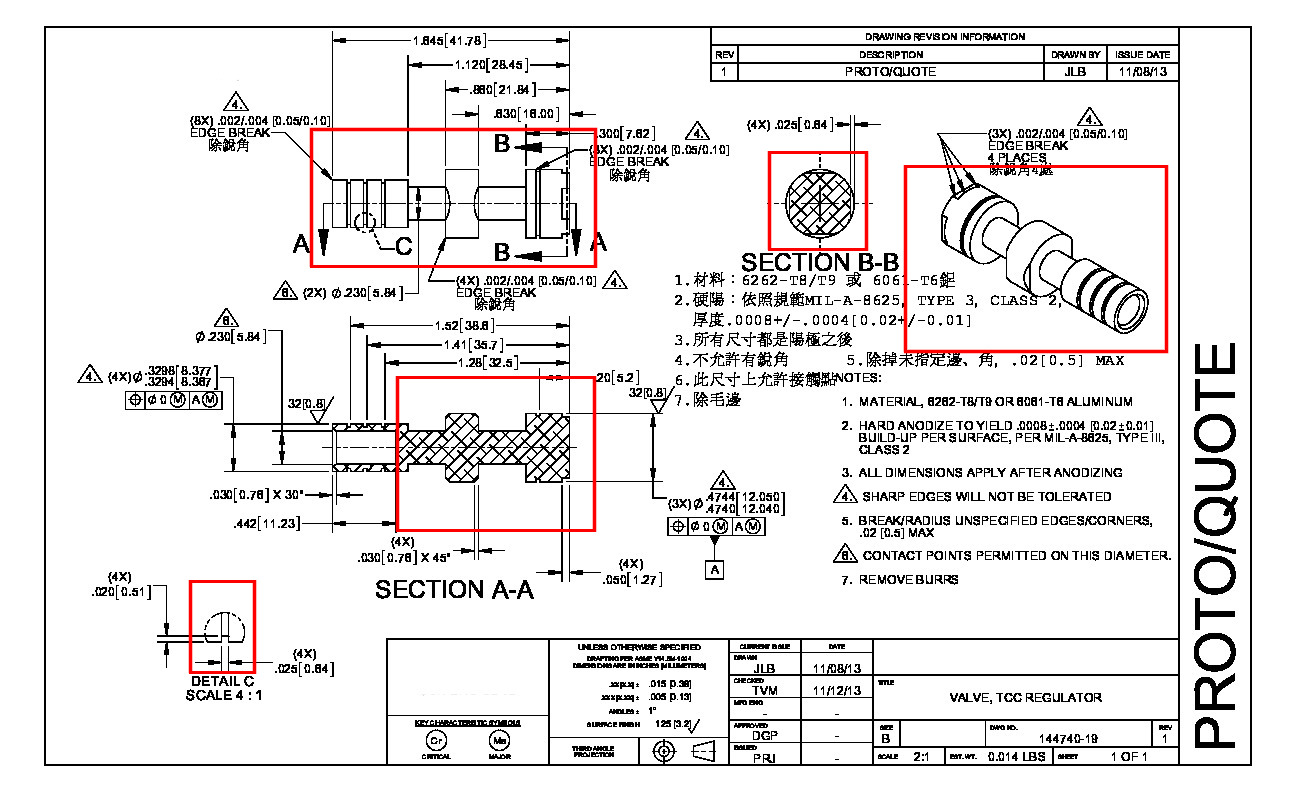 1.645[41.78]
1.120[28.45]
.860[21.84]
.630[16.00]
.300[7.62]
4.
(8X) .002/.004 [0.05/0.10]
EDGE BREAK
除銳角
B
4.
(3X) .002/.004 [0.05/0.10]
EDGE BREAK
除銳角
A
C
B
A
6. (2X) Ø.230[5.84]
(4X) .002/.004 [0.05/0.10] 4.
EDGE BREAK
除銳角
DRAWING REVISION INFORMATION
REV DESCRIPTION DRAWN BY ISSUE DATE
1 PROTO/QUOTE JLB 11/08/13
(4X) .025[0.64]
SECTION B-B
4.
(3X) .002/.004 [0.05/0.10]
EDGE BREAK
4 PLACES
除銳角4處
1.材料：6262-T8/T9 或 6061-T6鋁
2.硬陽：依照規範MIL-A-8625, TYPE 3, CLASS 2,
厚度.0008+/-.0004[0.02+/-0.01]
3.所有尺寸都是陽極之後
4.不允許有銳角 5.除掉未指定邊、角, .02[0.5] MAX
6.此尺寸上允許接觸點
7.除毛邊
6.
Ø.230[5.84]
1.52[38.6]
1.41[35.7]
1.28[32.5]
.20[5.2]
4. (4X) Ø .3298[8.377]
.3294[8.367]
⌖ Ø 0 Ⓜ A Ⓜ
32[0.8]
32[0.8]
.030[0.76] X 30°
.442[11.23]
(4X)
.030[0.76] X 45°
(4X)
.050[1.27]
4.
(3X) Ø .4744[12.050]
.4740[12.040]
⌖ Ø 0 Ⓜ A Ⓜ
A
SECTION A-A
(4X)
.020[0.51]
(4X)
.025[0.64]
DETAIL C
SCALE 4 : 1
NOTES:
1. MATERIAL, 6262-T8/T9 OR 6061-T6 ALUMINUM
2. HARD ANODIZE TO YIELD .0008±.0004 [0.02±0.01]
BUILD-UP PER SURFACE, PER MIL-A-8625, TYPE III,
CLASS 2
3. ALL DIMENSIONS APPLY AFTER ANODIZING
4. SHARP EDGES WILL NOT BE TOLERATED
5. BREAK/RADIUS UNSPECIFIED EDGES/CORNERS,
.02 [0.5] MAX
6. CONTACT POINTS PERMITTED ON THIS DIAMETER.
7. REMOVE BURRS
PROTO/QUOTE
KEY CHARACTERISTIC SYMBOLS
Cr Ma
CRITICAL MAJOR
UNLESS OTHERWISE SPECIFIED
DRAFTING PER ASME Y14.5M-1994
DIMENSIONS ARE IN INCHES [MILLIMETERS]
.xx [x.x] ± .015 [0.38]
.xxx [x.xx] ± .005 [0.13]
ANGLES ± 1°
SURFACE FINISH 125 [3.2]
THIRD ANGLE
PROJECTION
CURRENT ISSUE DATE
DRAWN
JLB 11/08/13
CHECKED
TVM 11/12/13
MFG ENG
- -
APPROVED
DGP -
ISSUED
PRJ -
TITLE
VALVE, TCC REGULATOR
SIZE DWG NO. REV
B 144740-19 1
SCALE 2:1 EST. WT. 0.014 LBS SHEET 1 OF 1